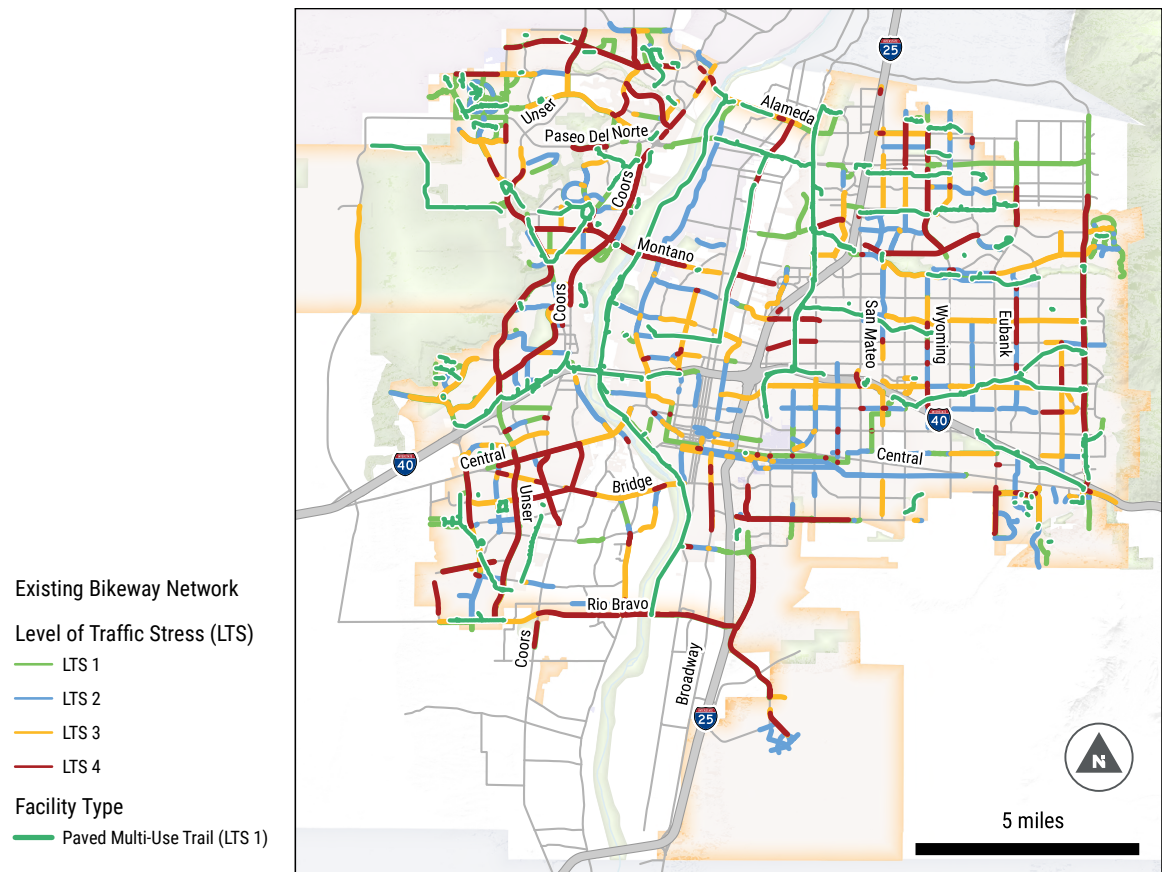 Existing Bikeway Network
Level of Traffic Stress (LTS)
LTS 1
LTS 2
LTS 3
LTS 4
Facility Type
Paved Multi-Use Trail (LTS 1)
25
Alameda
Unser
Paseo Del Norte
Coors
Montano
Coors
San Mateo
Wyoming
Eubank
40
Central
40
Central
Bridge
Unser
Rio Bravo
Coors
Broadway
25
N
5 miles